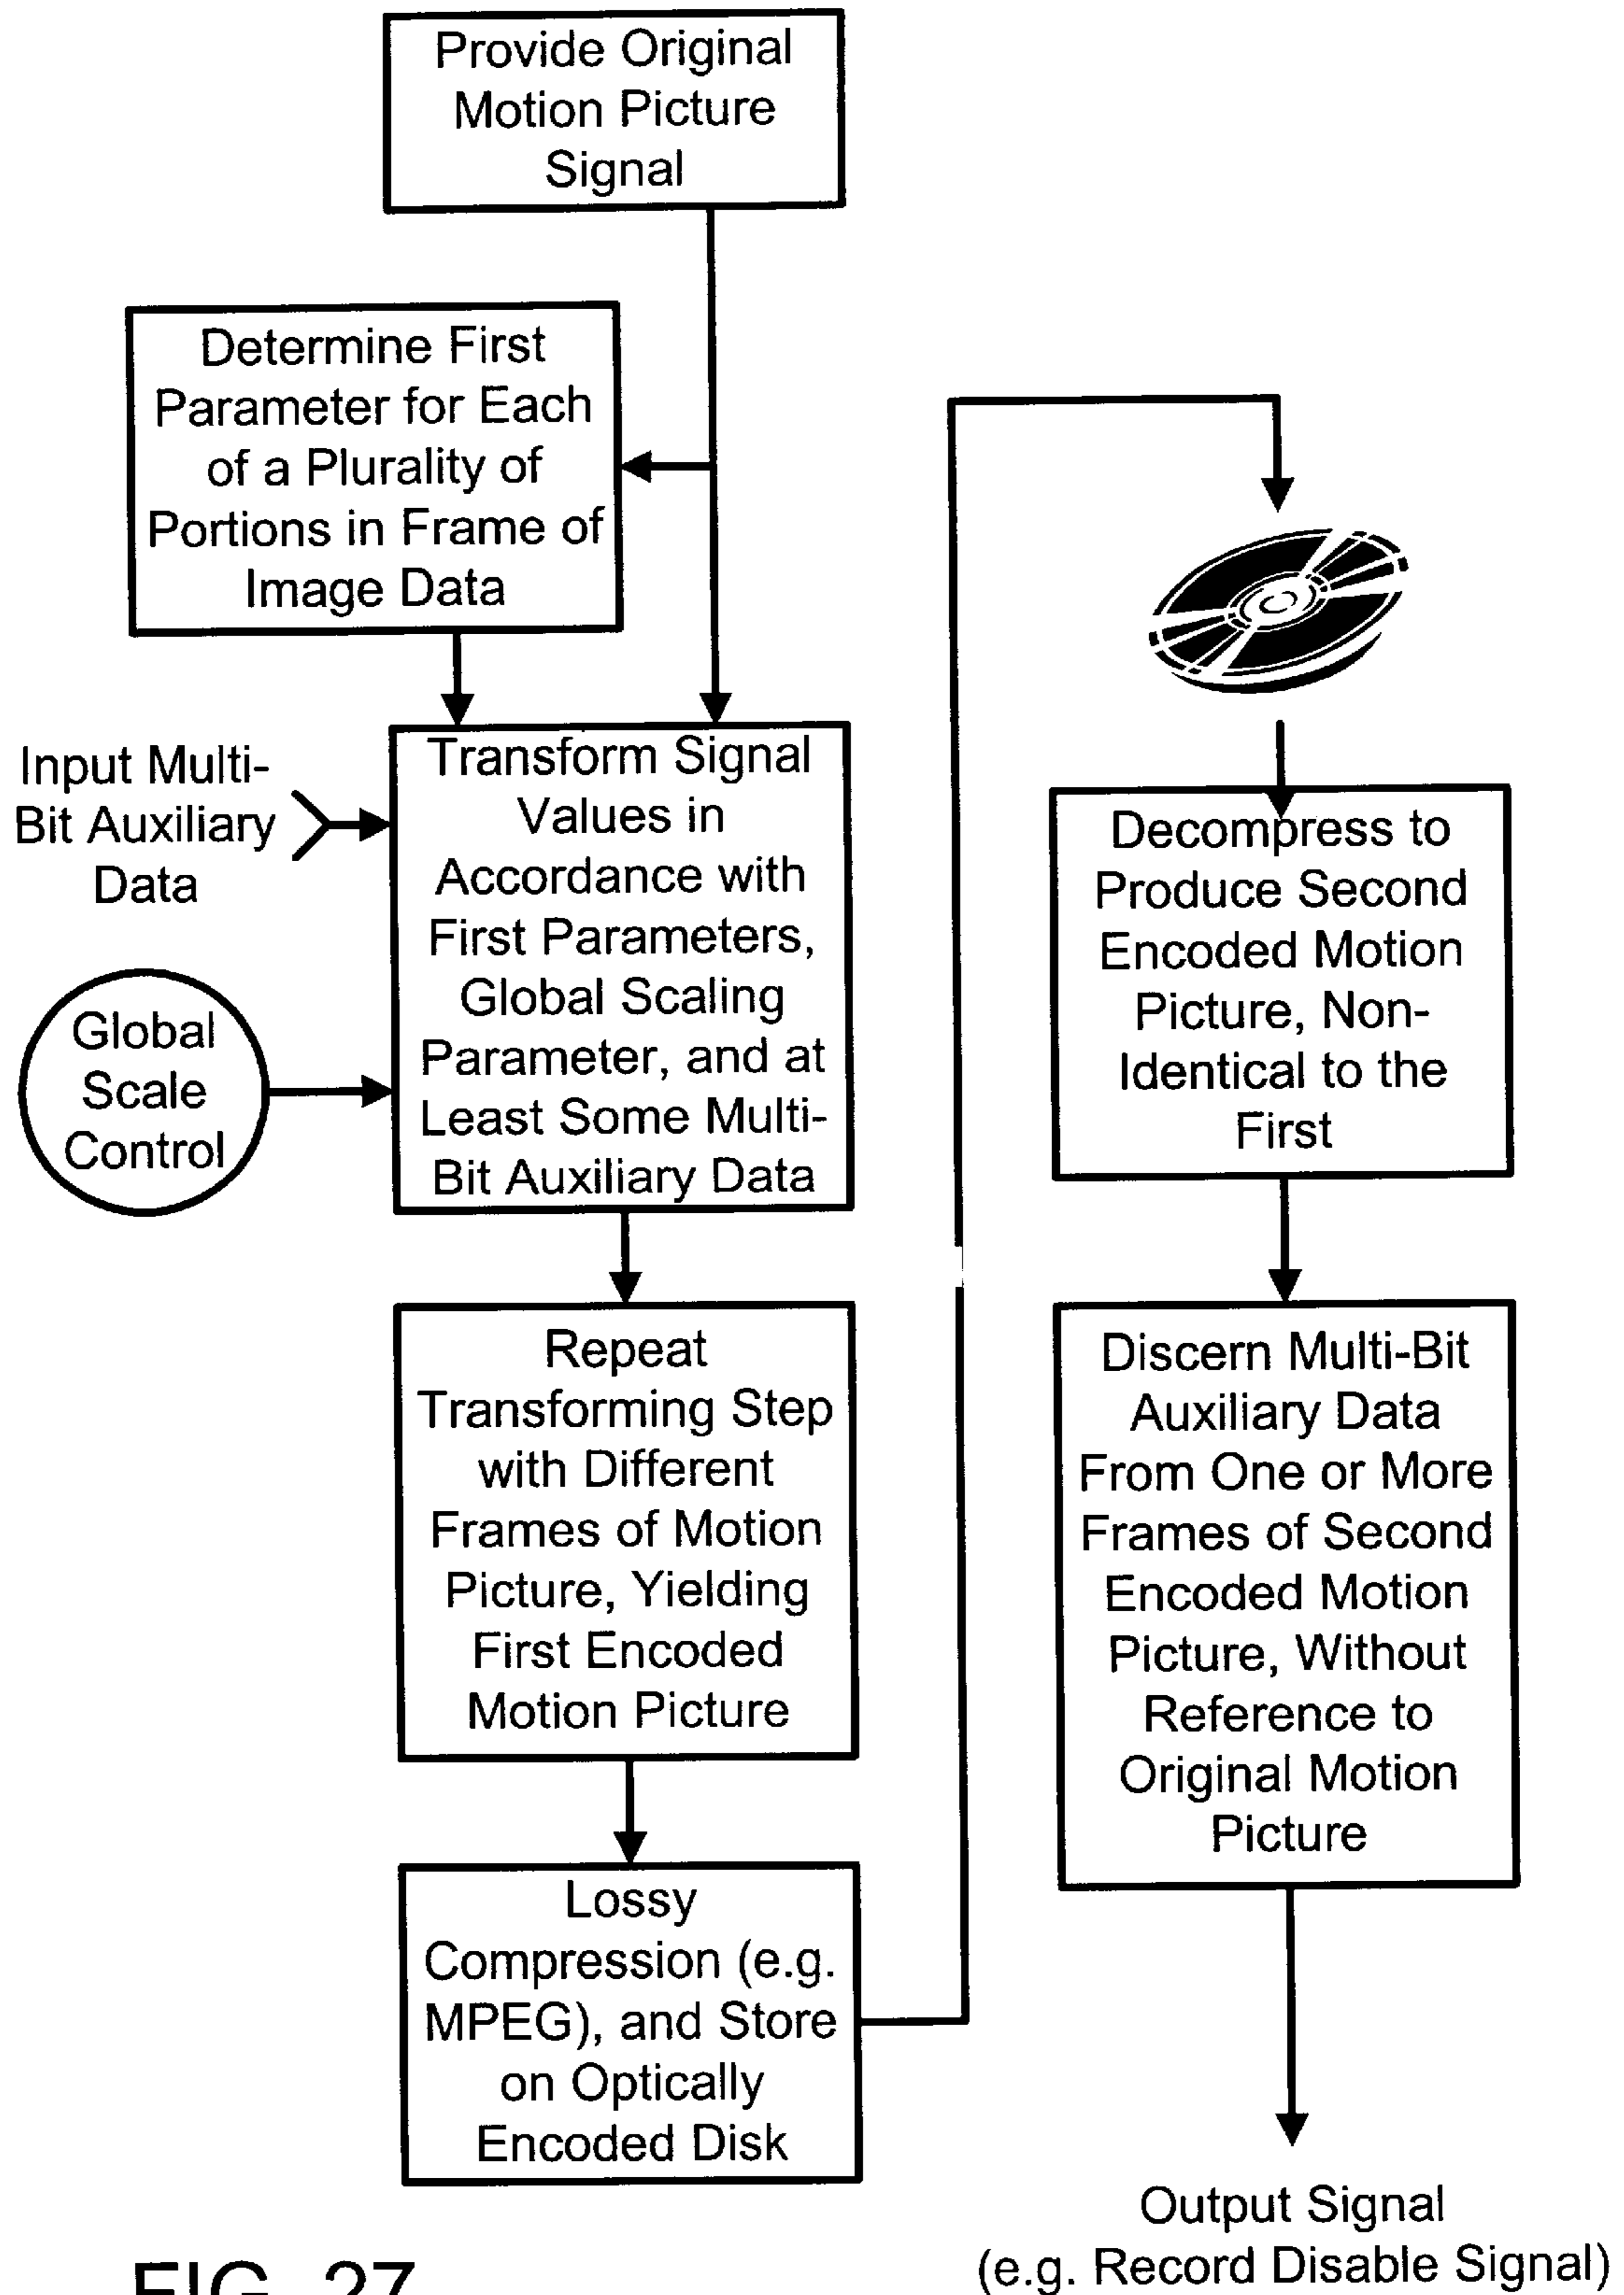 Provide Original
Motion Picture
Signal
Determine First
Parameter for Each
of a Plurality of
Portions in Frame of
Image Data
Input Multi-
Bit Auxiliary
Data
Global
Scale
Control
Transform Signal
Values in
Accordance with
First Parameters,
Global Scaling
Parameter, and at
Least Some Multi-
Bit Auxiliary Data
Repeat
Transforming Step
with Different
Frames of Motion
Picture, Yielding
First Encoded
Motion Picture
Lossy
Compression (e.g.
MPEG), and Store
on Optically
Encoded Disk
Decompress to
Produce Second
Encoded Motion
Picture, Non-
Identical to the
First
Discern Multi-Bit
Auxiliary Data
From One or More
Frames of Second
Encoded Motion
Picture, Without
Reference to
Original Motion
Picture
Output Signal
(e.g. Record Disable Signal)
FIG. 27